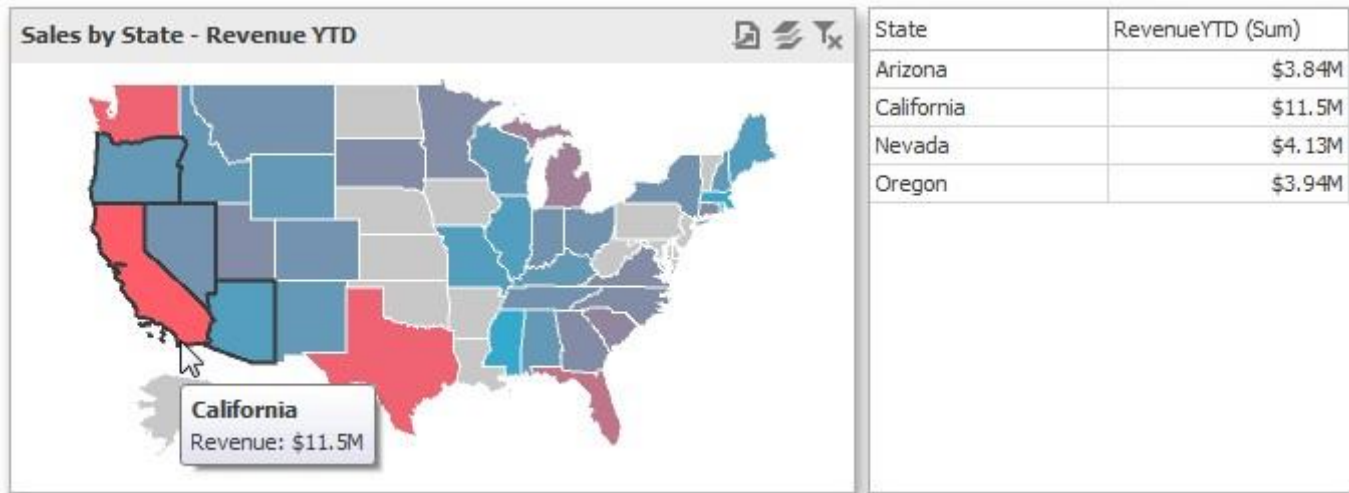 Sales by State - Revenue YTD
California
Revenue: $11.5M
State RevenueYTD (Sum)
Arizona $3.84M
California $11.5M
Nevada $4.13M
Oregon $3.94M